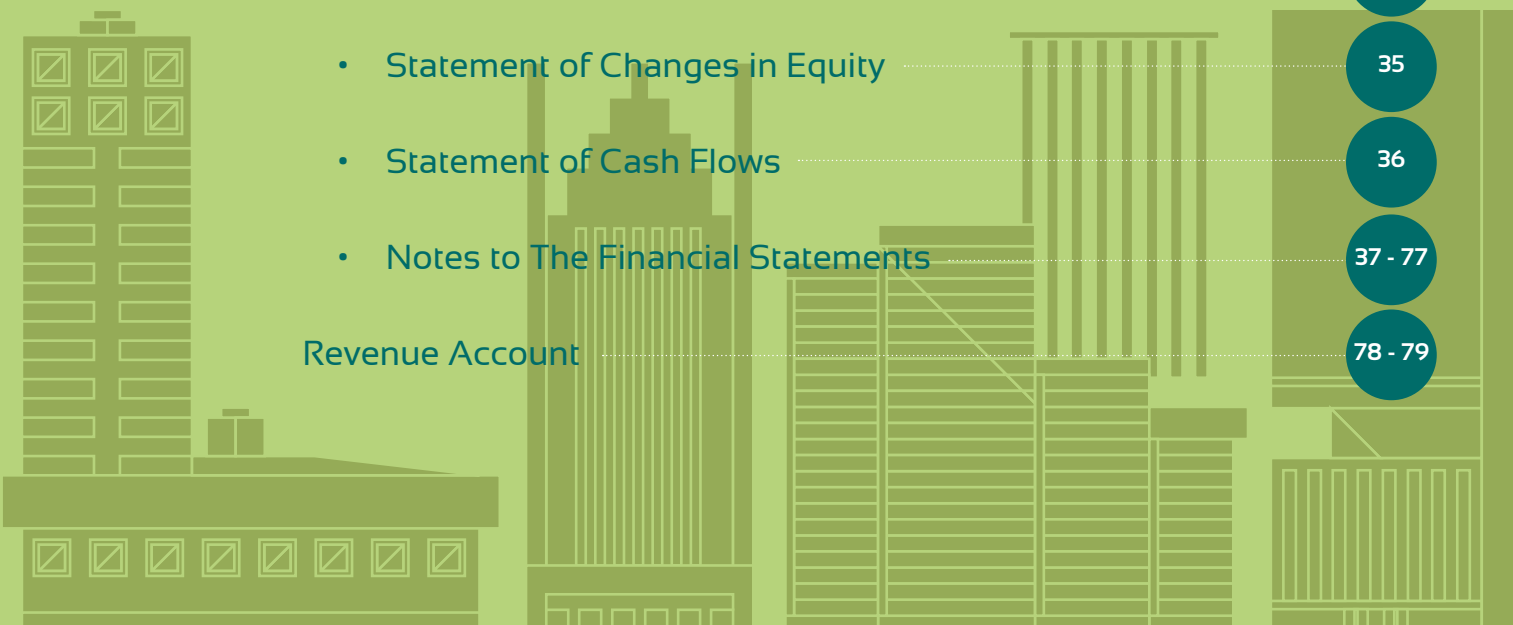 • Statement of Changes in Equity 35
• Statement of Cash Flows 36
• Notes to The Financial Statements 37 - 77
Revenue Account 78 - 79